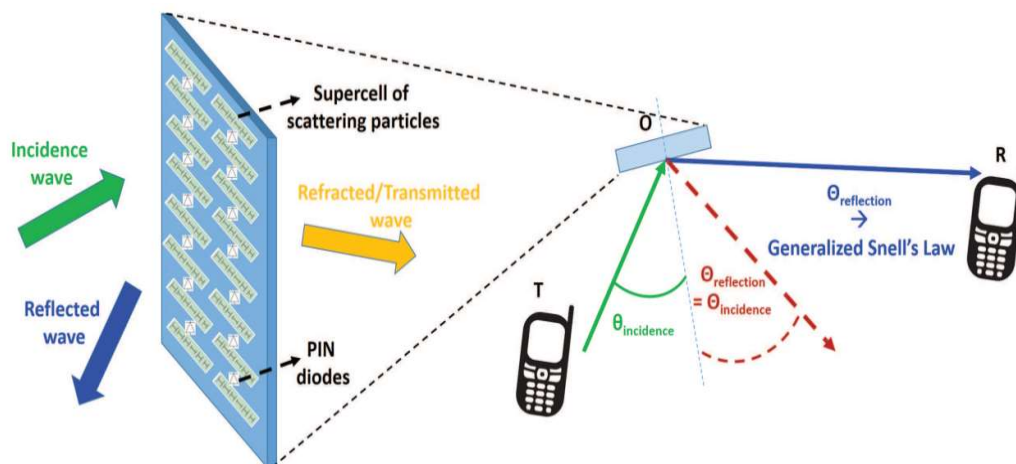 Incidence
wave
Reflected
wave
Supercell of
scattering particles
Refracted/Transmitted
wave
PIN
diodes
O
T
R
θincidence
Θreflection
= Θincidence
Θreflection
→
Generalized Snell's Law